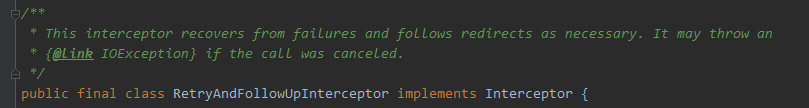 /**
 * This interceptor recovers from failures and follows redirects as necessary. It may throw an
 * {@link IOException} if the call was canceled.
 */
public final class RetryAndFollowUpInterceptor implements Interceptor {